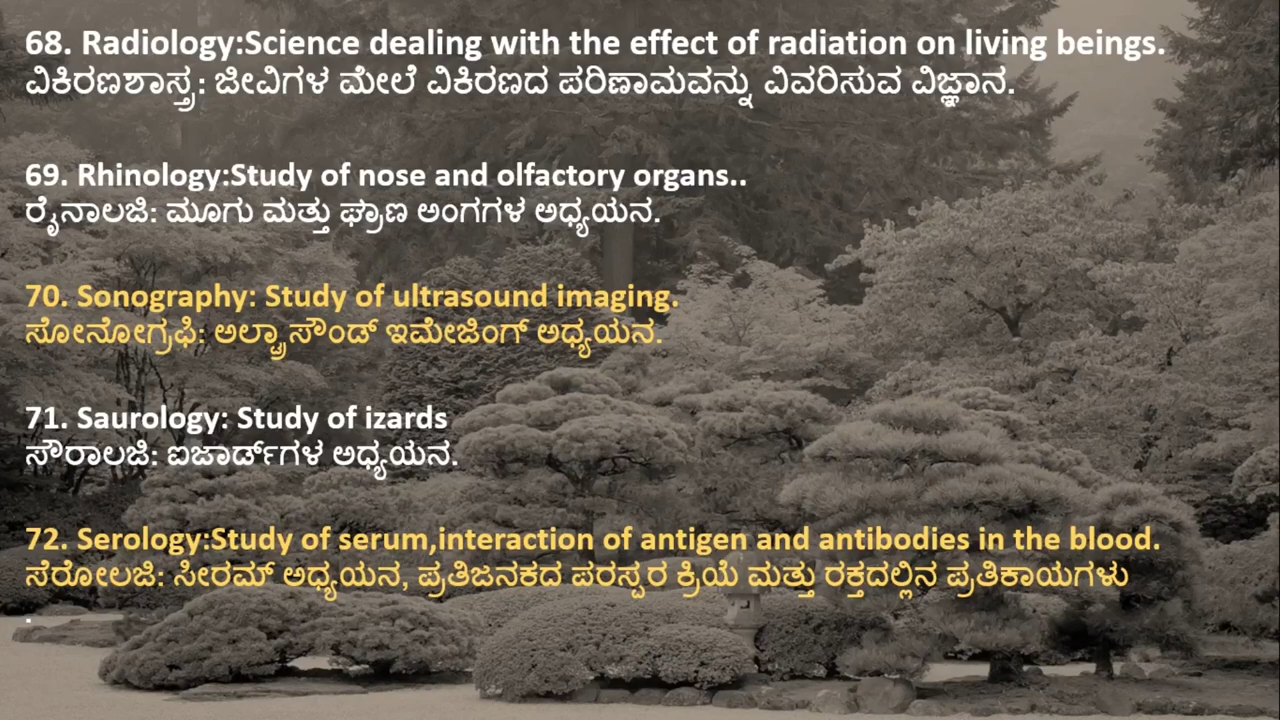 68. Radiology:Science dealing with the effect of radiation on living beings.
ವಿಕಿರಣಶಾಸ್ತ್ರ: ಜೀವಿಗಳ ಮೇಲೆ ವಿಕಿರಣದ ಪರಿಣಾಮವನ್ನು ವಿವರಿಸುವ ವಿಜ್ಞಾನ.
69. Rhinology:Study of nose and olfactory organs..
ರೈನಾಲಜಿ: ಮೂಗು ಮತ್ತು ಘ್ರಾಣ ಅಂಗಗಳ ಅಧ್ಯಯನ.
70. Sonography: Study of ultrasound imaging.
ಸೋನೋಗ್ರಫಿ: ಅಲ್ಟ್ರಾಸೌಂಡ್ ಇಮೇಜಿಂಗ್ ಅಧ್ಯಯನ.
71. Saurology: Study of izards
ಸೌರಾಲಜಿ: ಐಜಾರ್ಡ್‌ಗಳ ಅಧ್ಯಯನ.
72. Serology:Study of serum,interaction of antigen and antibodies in the blood.
ಸೆರೋಲಜಿ: ಸೀರಮ್ ಅಧ್ಯಯನ, ಪ್ರತಿಜನಕದ ಪರಸ್ಪರ ಕ್ರಿಯೆ ಮತ್ತು ರಕ್ತದಲ್ಲಿನ ಪ್ರತಿಕಾಯಗಳು
.